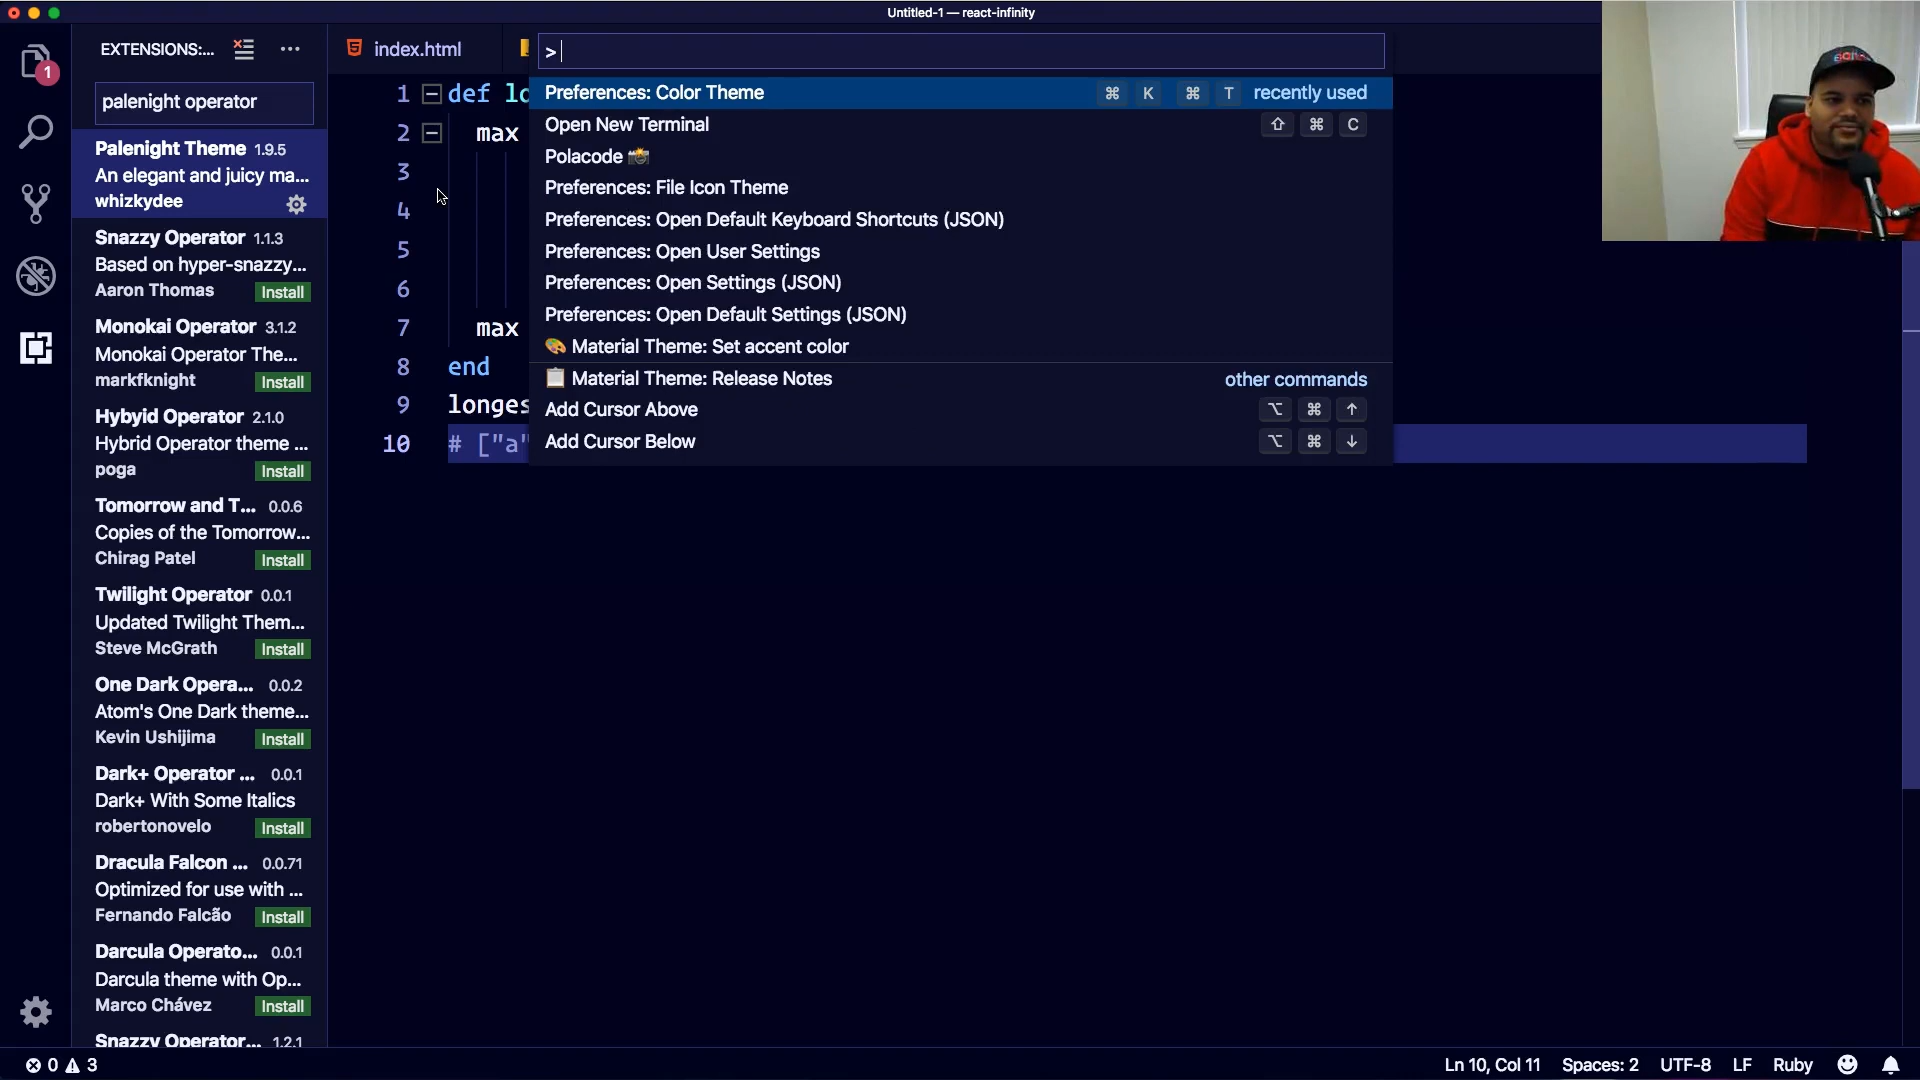 Untitled-1 — react-infinity
EXTENSIONS:...
index.html
>
1
palenight operator
Palenight Theme 1.9.5
An elegant and juicy ma...
whizkydee
Snazzy Operator 1.1.3
Based on hyper-snazzy...
Aaron Thomas Install
Monokai Operator 3.1.2
Monokai Operator The...
markfknight Install
Hybyid Operator 2.1.0
Hybrid Operator theme ...
poga Install
Tomorrow and T... 0.0.6
Copies of the Tomorrow...
Chirag Patel Install
Twilight Operator 0.0.1
Updated Twilight Them...
Steve McGrath Install
One Dark Opera... 0.0.2
Atom's One Dark theme...
Kevin Ushijima Install
Dark+ Operator ... 0.0.1
Dark+ With Some Italics
robertonovelo Install
Dracula Falcon ... 0.0.71
Optimized for use with ...
Fernando Falcão Install
Darcula Operato... 0.0.1
Darcula theme with Op...
Marco Chávez Install
Snazzy Operator... 1.2.1
1 def lo
2 max
3
4
5
6
7 max
8 end
9 longes
10 # ["a"
Preferences: Color Theme ⌘ K ⌘ T recently used
Open New Terminal ⇧ ⌘ C
Polacode 📸
Preferences: File Icon Theme
Preferences: Open Default Keyboard Shortcuts (JSON)
Preferences: Open User Settings
Preferences: Open Settings (JSON)
Preferences: Open Default Settings (JSON)
🎨 Material Theme: Set accent color
📋 Material Theme: Release Notes other commands
Add Cursor Above ⌥ ⌘ ↑
Add Cursor Below ⌥ ⌘ ↓
0 3
Ln 10, Col 11 Spaces: 2 UTF-8 LF Ruby